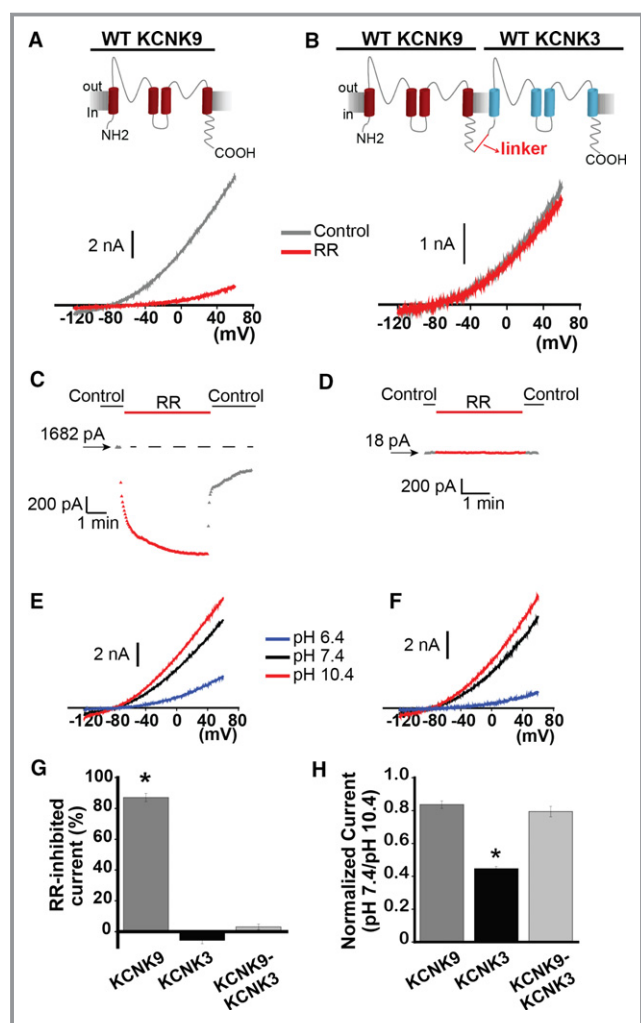 A
WT KCNK9
out
In
NH2
COOH
2 nA
-120
-40
0
40
80
(mV)
B
WT KCNK9
WT KCNK3
out
in
NH2
linker
COOH
Control
RR
1 nA
-120
-80
-40
0
40
80
(mV)
C
Control
RR
Control
1682 pA
200 pA
1 min
D
Control
RR
Control
18 pA
200 pA
1 min
E
2 nA
-120
-80
-40
0
40
80
(mV)
pH 6.4
pH 7.4
pH 10.4
F
2 nA
-120
-80
-40
0
40
80
(mV)
G
RR-inhibited
current (%)
100
80
60
40
20
0
*
KCNK9
KCNK3
KCNK9-
KCNK3
H
Normalized Current
(pH 7.4/pH 10.4)
1.0
0.8
0.6
0.4
0.2
0
*
KCNK9
KCNK3
KCNK9-
KCNK3